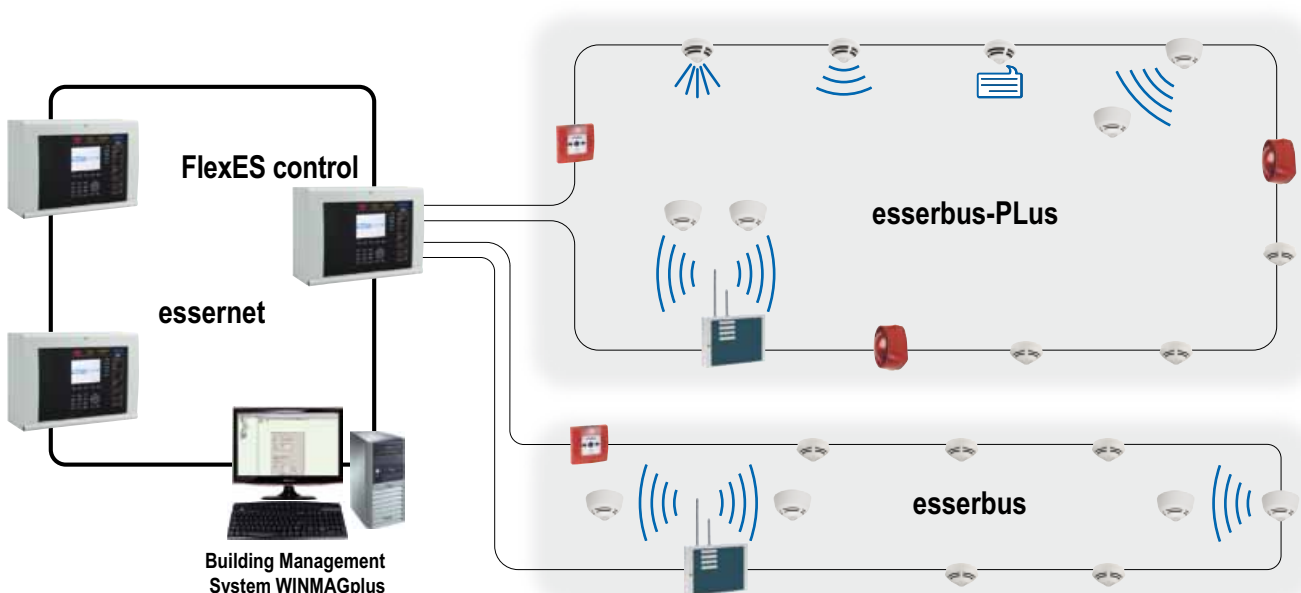 FlexES control
essernet
Building Management
System WINMAGplus
esserbus-PLus
esserbus